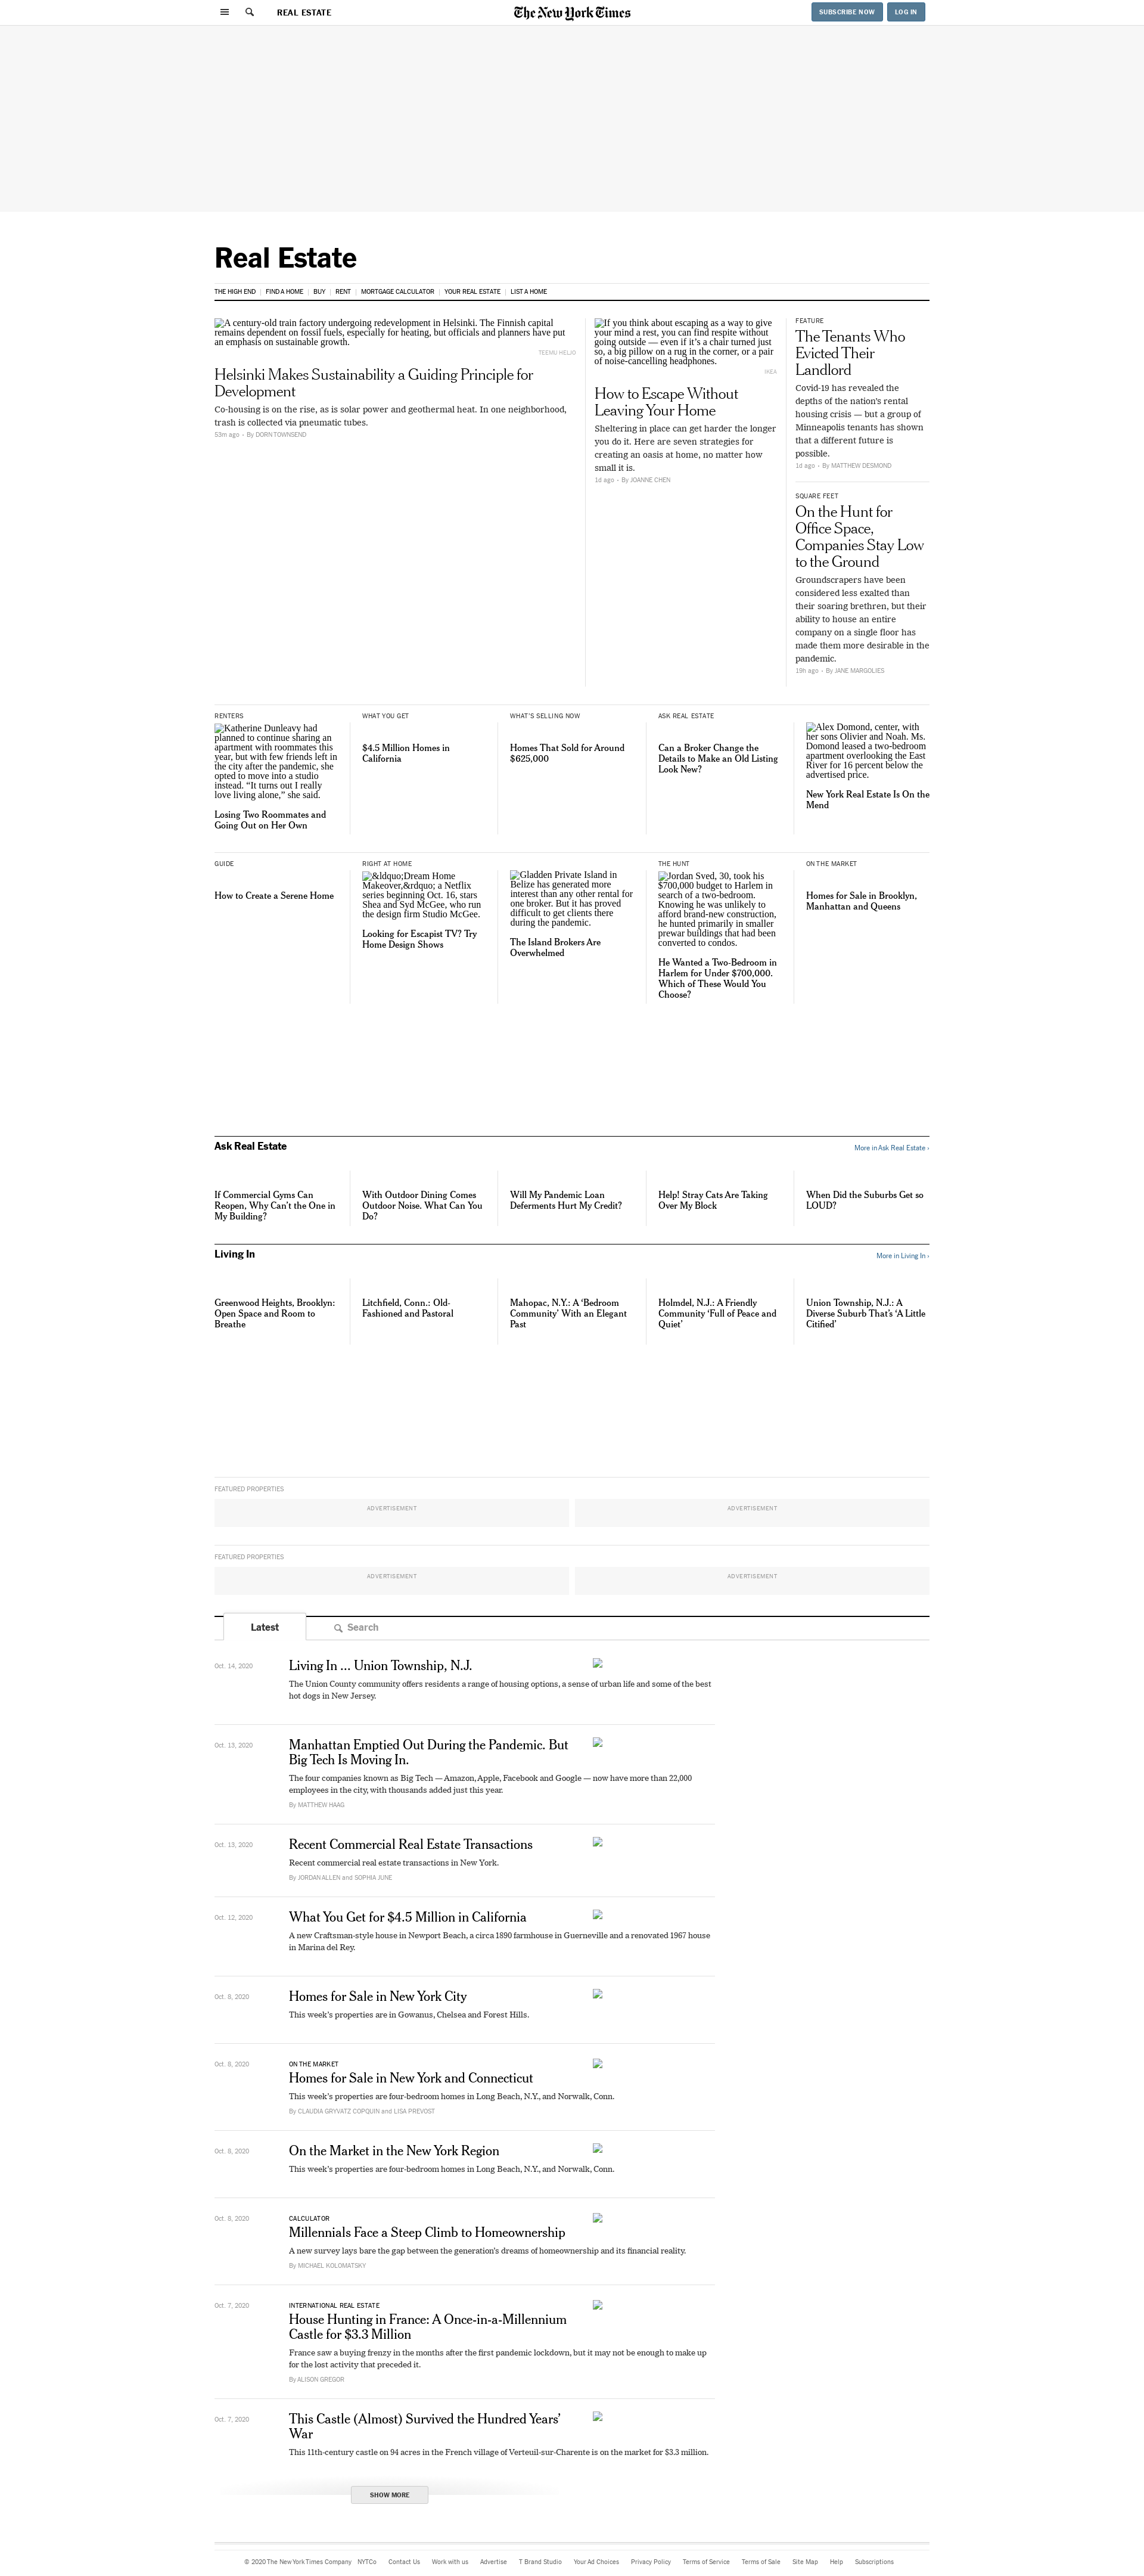 REAL ESTATE
The New York Times
SUBSCRIBE NOW
LOG IN
Real Estate
THE HIGH END
FIND A HOME
BUY
RENT
MORTGAGE CALCULATOR
YOUR REAL ESTATE
LIST A HOME
A century-old train factory undergoing redevelopment in Helsinki. The Finnish capital
remains dependent on fossil fuels, especially for heating, but officials and planners have put
an emphasis on sustainable growth.
TEEMU HELJO
Helsinki Makes Sustainability a Guiding Principle for
Development
Co-housing is on the rise, as is solar power and geothermal heat. In one neighborhood,
trash is collected via pneumatic tubes.
53m ago • By DORN TOWNSEND
If you think about escaping as a way to give
your mind a rest, you can find respite without
going outside — even if it’s a chair turned just
so, a big pillow on a rug in the corner, or a pair
of noise-cancelling headphones.
IKEA
How to Escape Without
Leaving Your Home
Sheltering in place can get harder the longer
you do it. Here are seven strategies for
creating an oasis at home, no matter how
small it is.
1d ago • By JOANNE CHEN
FEATURE
The Tenants Who
Evicted Their
Landlord
Covid-19 has revealed the
depths of the nation’s rental
housing crisis — but a group of
Minneapolis tenants has shown
that a different future is
possible.
1d ago • By MATTHEW DESMOND
SQUARE FEET
On the Hunt for
Office Space,
Companies Stay Low
to the Ground
Groundscrapers have been
considered less exalted than
their soaring brethren, but their
ability to house an entire
company on a single floor has
made them more desirable in the
pandemic.
19h ago • By JANE MARGOLIES
RENTERS
Katherine Dunleavy had
planned to continue sharing an
apartment with roommates this
year, but with few friends left in
the city after the pandemic, she
opted to move into a studio
instead. “It turns out I really
love living alone,” she said.
Losing Two Roommates and
Going Out on Her Own
WHAT YOU GET
$4.5 Million Homes in
California
WHAT’S SELLING NOW
Homes That Sold for Around
$625,000
ASK REAL ESTATE
Can a Broker Change the
Details to Make an Old Listing
Look New?
Alex Domond, center, with
her sons Olivier and Noah. Ms.
Domond leased a two-bedroom
apartment overlooking the East
River for 16 percent below the
advertised price.
New York Real Estate Is On the
Mend
GUIDE
How to Create a Serene Home
RIGHT AT HOME
&ldquo;Dream Home
Makeover,&rdquo; a Netflix
series beginning Oct. 16, stars
Shea and Syd McGee, who run
the design firm Studio McGee.
Looking for Escapist TV? Try
Home Design Shows
Gladden Private Island in
Belize has generated more
interest than any other rental for
one broker. But it has proved
difficult to get clients there
during the pandemic.
The Island Brokers Are
Overwhelmed
THE HUNT
Jordan Sved, 30, took his
$700,000 budget to Harlem in
search of a two-bedroom.
Knowing he was unlikely to
afford brand-new construction,
he hunted primarily in smaller
prewar buildings that had been
converted to condos.
He Wanted a Two-Bedroom in
Harlem for Under $700,000.
Which of These Would You
Choose?
ON THE MARKET
Homes for Sale in Brooklyn,
Manhattan and Queens
Ask Real Estate
More in Ask Real Estate ›
If Commercial Gyms Can
Reopen, Why Can’t the One in
My Building?
With Outdoor Dining Comes
Outdoor Noise. What Can You
Do?
Will My Pandemic Loan
Deferments Hurt My Credit?
Help! Stray Cats Are Taking
Over My Block
When Did the Suburbs Get so
LOUD?
Living In
More in Living In ›
Greenwood Heights, Brooklyn:
Open Space and Room to
Breathe
Litchfield, Conn.: Old-
Fashioned and Pastoral
Mahopac, N.Y.: A ‘Bedroom
Community’ With an Elegant
Past
Holmdel, N.J.: A Friendly
Community ‘Full of Peace and
Quiet’
Union Township, N.J.: A
Diverse Suburb That’s ‘A Little
Citified’
FEATURED PROPERTIES
ADVERTISEMENT
ADVERTISEMENT
FEATURED PROPERTIES
ADVERTISEMENT
ADVERTISEMENT
Latest
Search
Oct. 14, 2020
Living In ... Union Township, N.J.
The Union County community offers residents a range of housing options, a sense of urban life and some of the best
hot dogs in New Jersey.
Oct. 13, 2020
Manhattan Emptied Out During the Pandemic. But
Big Tech Is Moving In.
The four companies known as Big Tech — Amazon, Apple, Facebook and Google — now have more than 22,000
employees in the city, with thousands added just this year.
By MATTHEW HAAG
Oct. 13, 2020
Recent Commercial Real Estate Transactions
Recent commercial real estate transactions in New York.
By JORDAN ALLEN and SOPHIA JUNE
Oct. 12, 2020
What You Get for $4.5 Million in California
A new Craftsman-style house in Newport Beach, a circa 1890 farmhouse in Guerneville and a renovated 1967 house
in Marina del Rey.
Oct. 8, 2020
Homes for Sale in New York City
This week’s properties are in Gowanus, Chelsea and Forest Hills.
Oct. 8, 2020
ON THE MARKET
Homes for Sale in New York and Connecticut
This week’s properties are four-bedroom homes in Long Beach, N.Y., and Norwalk, Conn.
By CLAUDIA GRYVATZ COPQUIN and LISA PREVOST
Oct. 8, 2020
On the Market in the New York Region
This week’s properties are four-bedroom homes in Long Beach, N.Y., and Norwalk, Conn.
Oct. 8, 2020
CALCULATOR
Millennials Face a Steep Climb to Homeownership
A new survey lays bare the gap between the generation’s dreams of homeownership and its financial reality.
By MICHAEL KOLOMATSKY
Oct. 7, 2020
INTERNATIONAL REAL ESTATE
House Hunting in France: A Once-in-a-Millennium
Castle for $3.3 Million
France saw a buying frenzy in the months after the first pandemic lockdown, but it may not be enough to make up
for the lost activity that preceded it.
By ALISON GREGOR
Oct. 7, 2020
This Castle (Almost) Survived the Hundred Years’
War
This 11th-century castle on 94 acres in the French village of Verteuil-sur-Charente is on the market for $3.3 million.
SHOW MORE
© 2020 The New York Times Company
NYTCo
Contact Us
Work with us
Advertise
T Brand Studio
Your Ad Choices
Privacy Policy
Terms of Service
Terms of Sale
Site Map
Help
Subscriptions